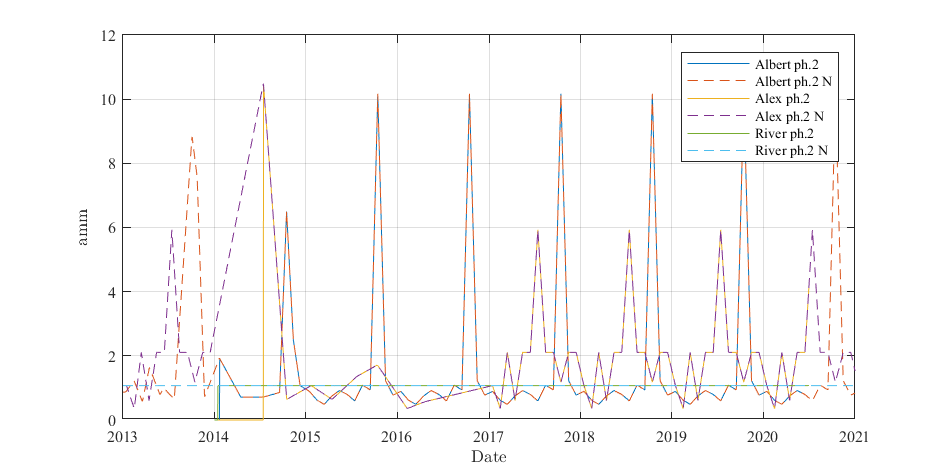 12
10
8
6
4
2
0
amm
2013 2014 2015 2016 2017 2018 2019 2020 2021
Date
Albert ph.2
Albert ph.2 N
Alex ph.2
Alex ph.2 N
River ph.2
River ph.2 N